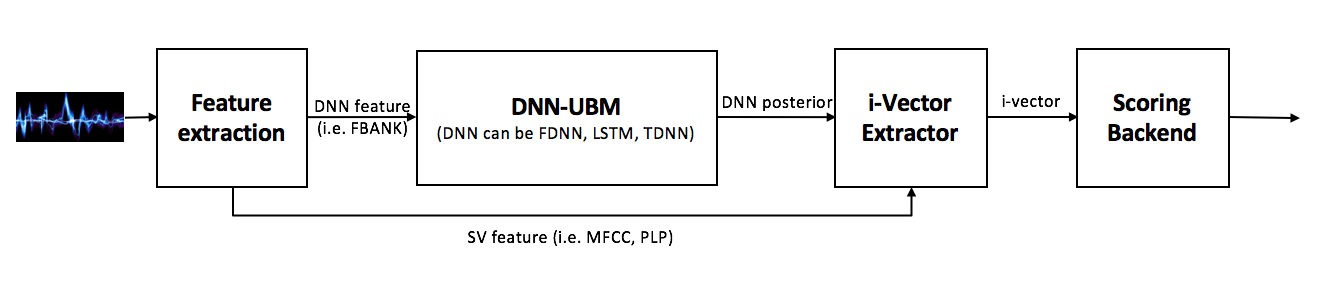 Feature
extraction
DNN feature
(i.e. FBANK)
DNN-UBM
(DNN can be FDNN, LSTM, TDNN)
DNN posterior
i-Vector
Extractor
i-vector
Scoring
Backend
SV feature (i.e. MFCC, PLP)